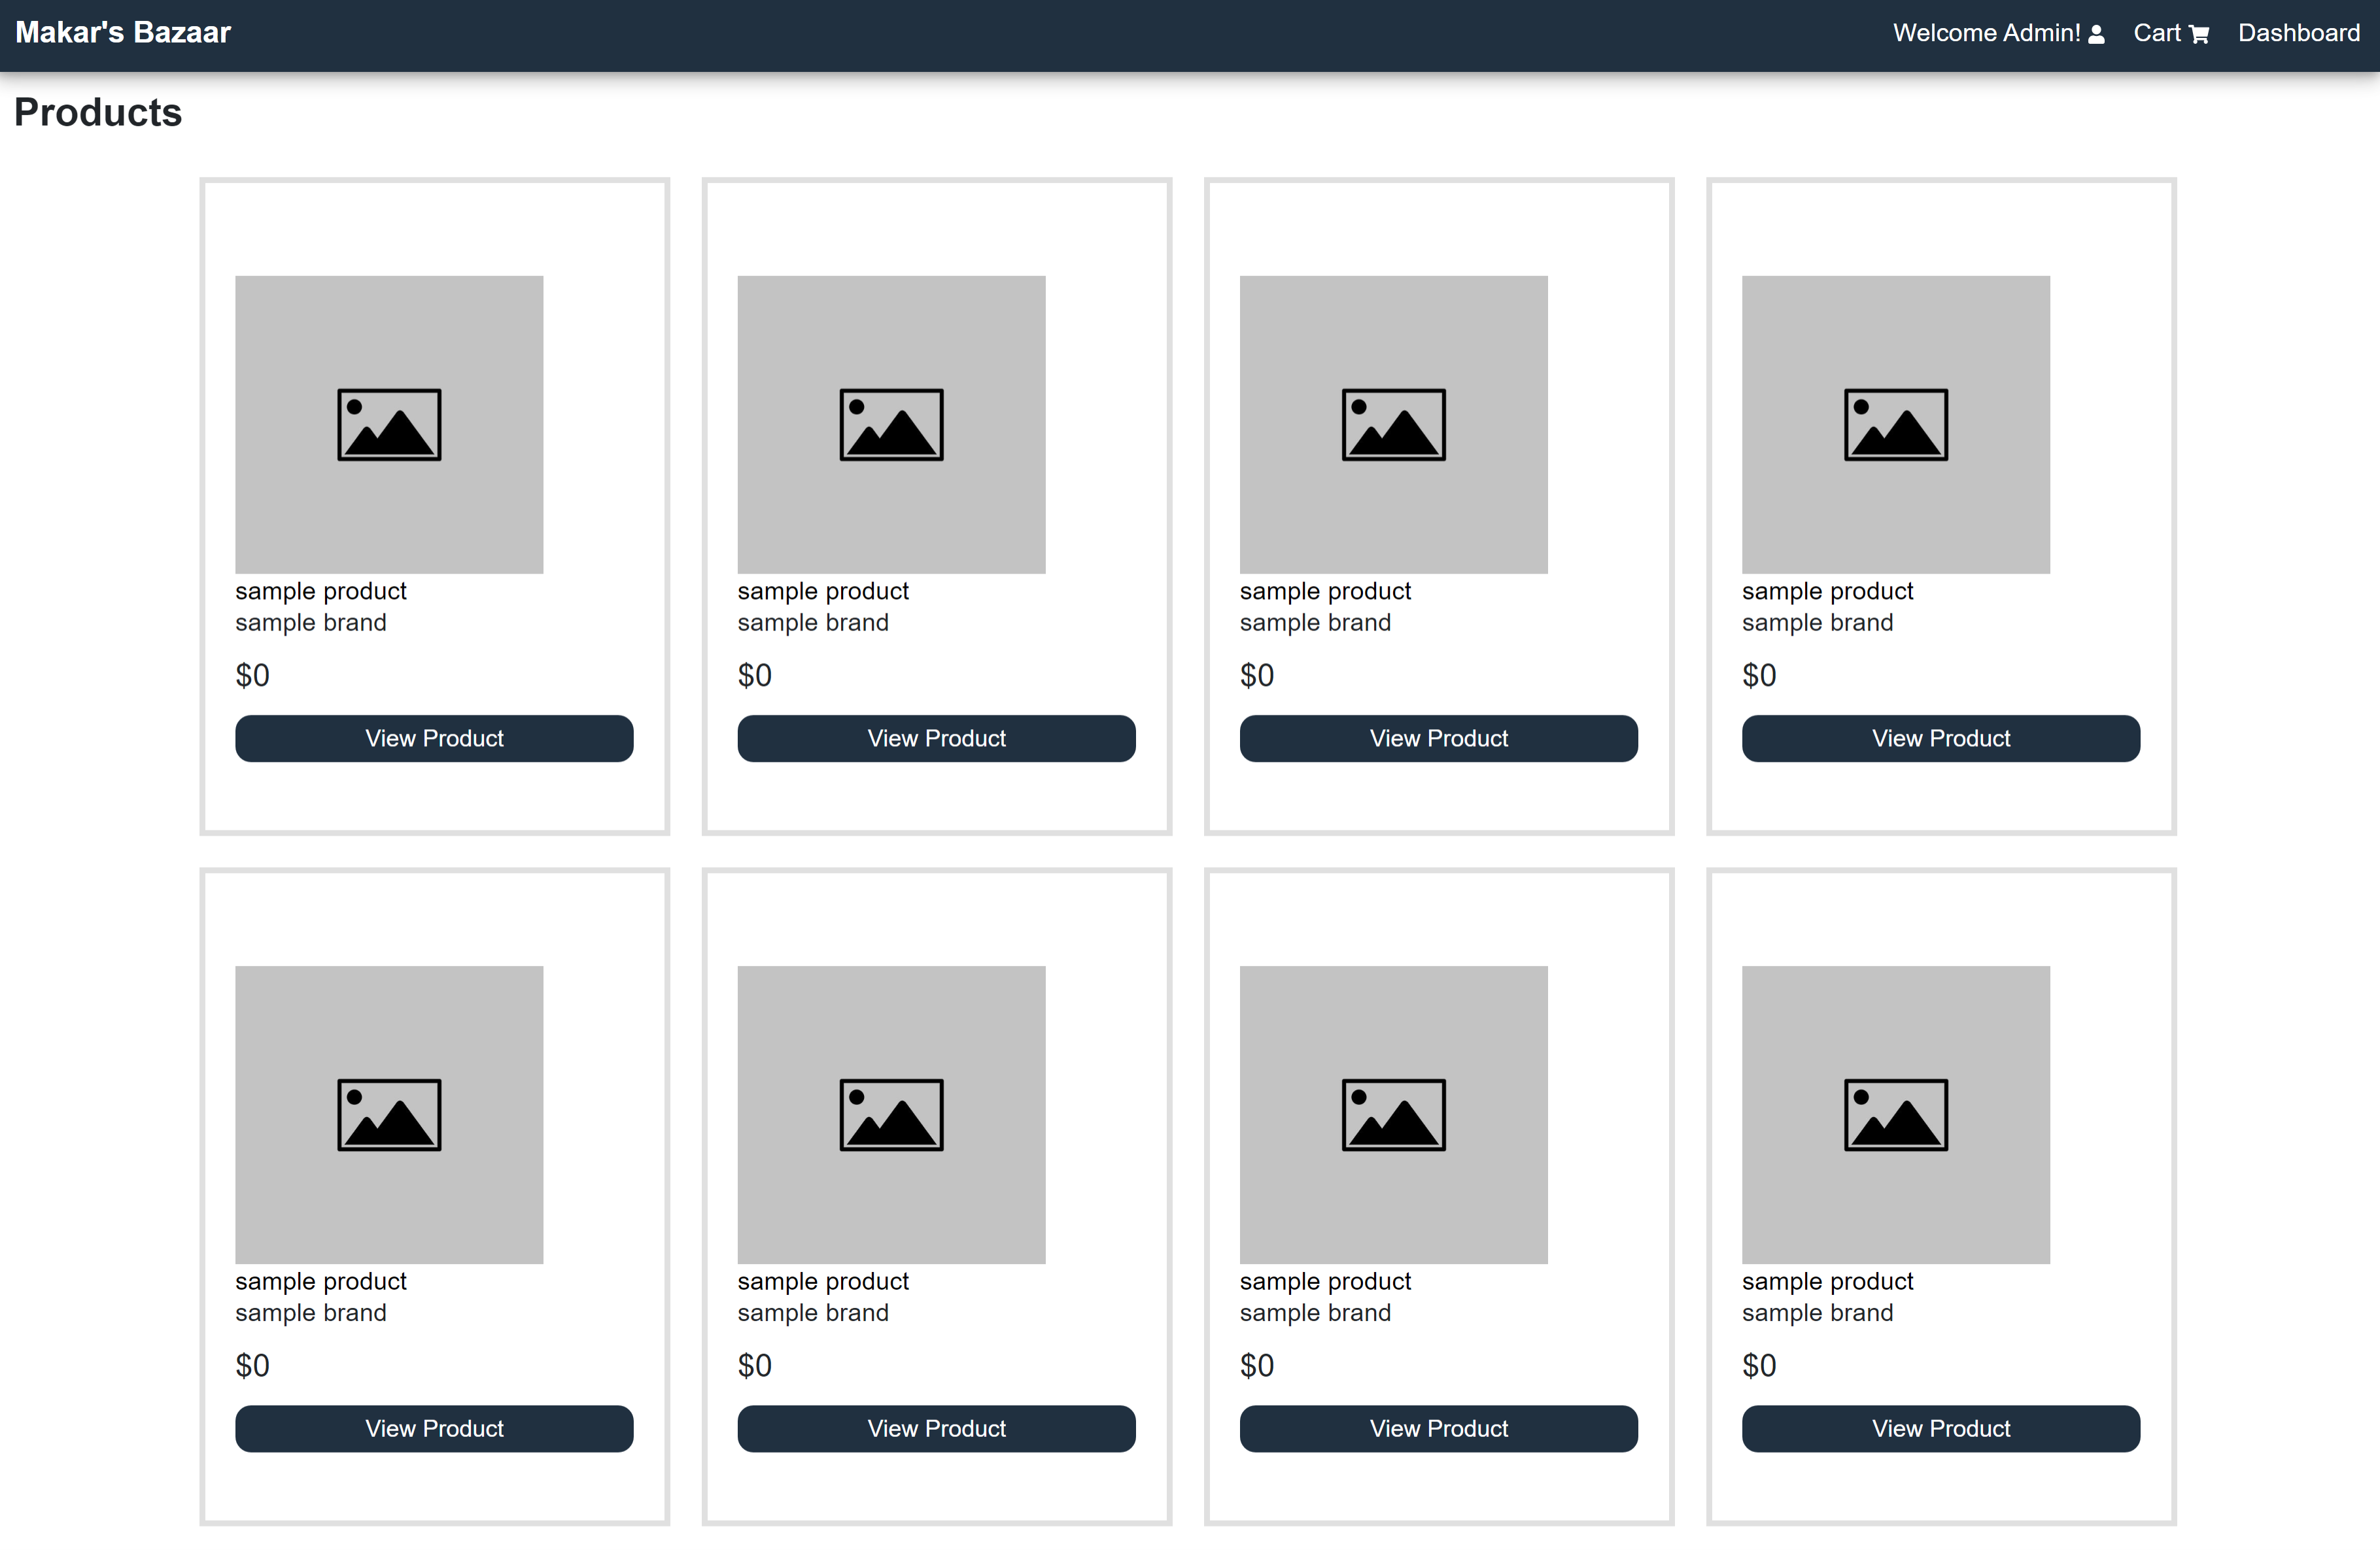 Makar's Bazaar
Welcome Admin! Cart Dashboard
Products
sample product sample product sample product sample product
sample brand sample brand sample brand sample brand
$0 $0 $0 $0
View Product View Product View Product View Product
sample product sample product sample product sample product
sample brand sample brand sample brand sample brand
$0 $0 $0 $0
View Product View Product View Product View Product